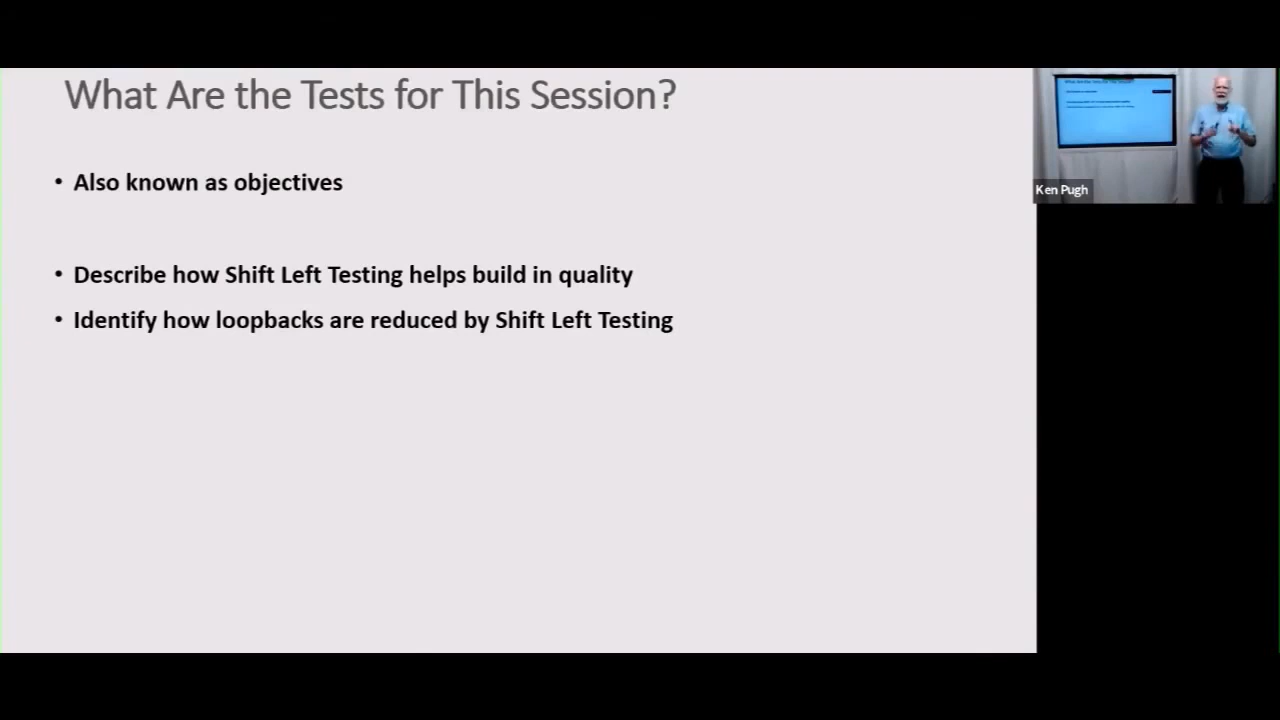 What Are the Tests for This Session?
• Also known as objectives
• Describe how Shift Left Testing helps build in quality
• Identify how loopbacks are reduced by Shift Left Testing
Ken Pugh